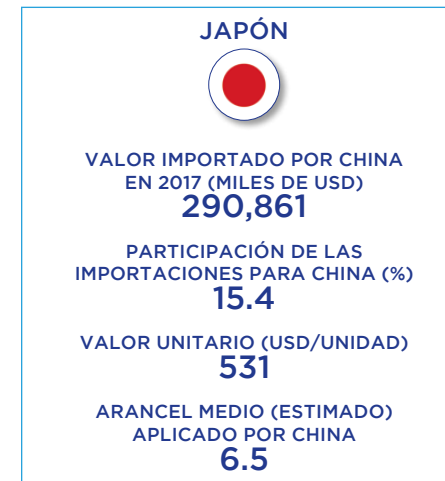 JAPÓN
VALOR IMPORTADO POR CHINA
EN 2017 (MILES DE USD)
290,861
PARTICIPACIÓN DE LAS
IMPORTACIONES PARA CHINA (%)
15.4
VALOR UNITARIO (USD/UNIDAD)
531
ARANCEL MEDIO (ESTIMADO)
APLICADO POR CHINA
6.5